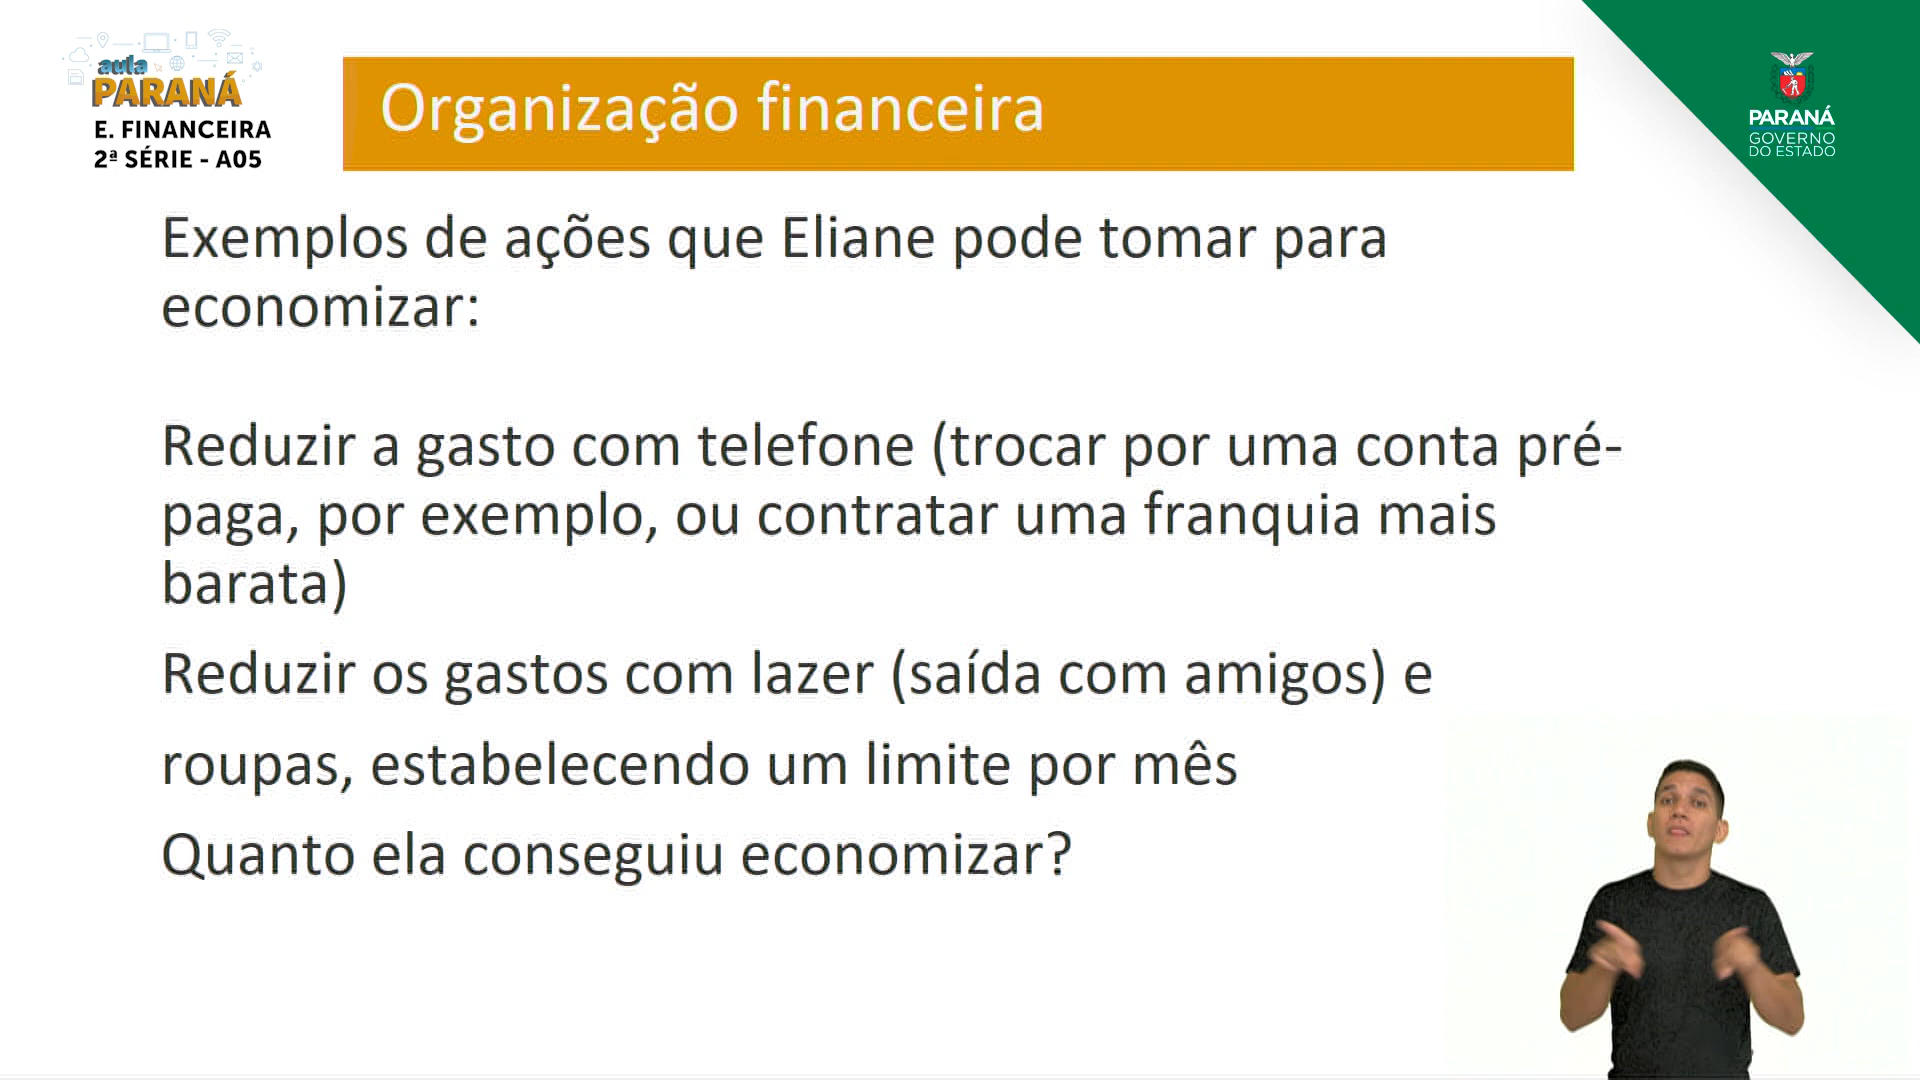 aula
PARANÁ
E. FINANCEIRA
2ª SÉRIE - A05
Organização financeira
PARANÁ
GOVERNO
DO ESTADO
Exemplos de ações que Eliane pode tomar para
economizar:
Reduzir a gasto com telefone (trocar por uma conta pré-
paga, por exemplo, ou contratar uma franquia mais
barata)
Reduzir os gastos com lazer (saída com amigos) e
roupas, estabelecendo um limite por mês
Quanto ela conseguiu economizar?